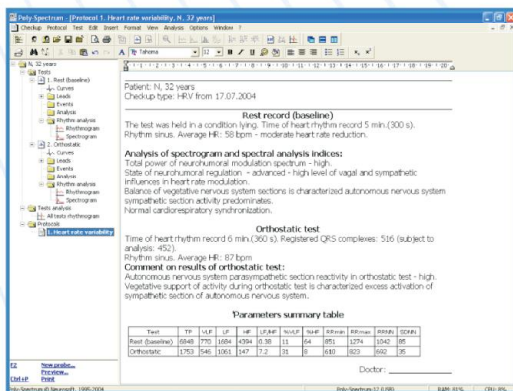 Poly-Spectrum - [Protocol 1. Heart rate variability, N, 32 years]
Checkup Protocol Test Edit Insert Format View Analysis Options Window ?
Tahoma 12
N, 32 years
Tests
1. Rest (baseline)
Curves
Leads
Events
Analysis
Rhythm analysis
Rhythmogram
Spectrogram
2. Orthostatic
Curves
Leads
Events
Analysis
Rhythm analysis
Rhythmogram
Spectrogram
Tests analysis
All tests rhythmogram
Protocols
1. Heart rate variability
Patient: N, 32 years
Checkup type: HRV from 17.07.2004
Rest record (baseline)
The test was held in a condition lying. Time of heart rhythm record 5 min.(300 s).
Rhythm sinus. Average HR: 58 bpm - moderate heart rate reduction.
Analysis of spectrogram and spectral analysis indices:
Total power of neurohumoral modulation spectrum - high.
State of neurohumoral regulation - advanced - high level of vagal and sympathetic
influences in heart rate modulation.
Balance of vegetative nervous system sections is characterized autonomous nervous system
sympathetic section activity predominates.
Normal cardiorespiratory synchronization.
Orthostatic test
Time of heart rhythm record 6 min.(360 s). Registered QRS complexes: 516 (subject to
analysis: 452).
Rhythm sinus. Average HR: 87 bpm
Comment on results of orthostatic test:
Autonomous nervous system parasympathetic section reactivity in orthostatic test - high.
Vegetative support of activity during orthostatic test is characterized excess activation of
sympathetic section of autonomous nervous system.
Parameters summary table
Test TP VLF LF HF LF/HF %VLF %HF RRmin RRmax RRNN SDNN
Rest (baseline) 6848 770 1684 4394 0.38 11 64 851 1274 1042 85
Orthostatic 1753 546 1061 147 7.2 31 8 610 823 692 35
Doctor:
F2 New probe...
Preview...
Ctrl+P Print
Poly-Spectrum © Neurosoft, 1995-2004
RAM: 81% CPU: 8%